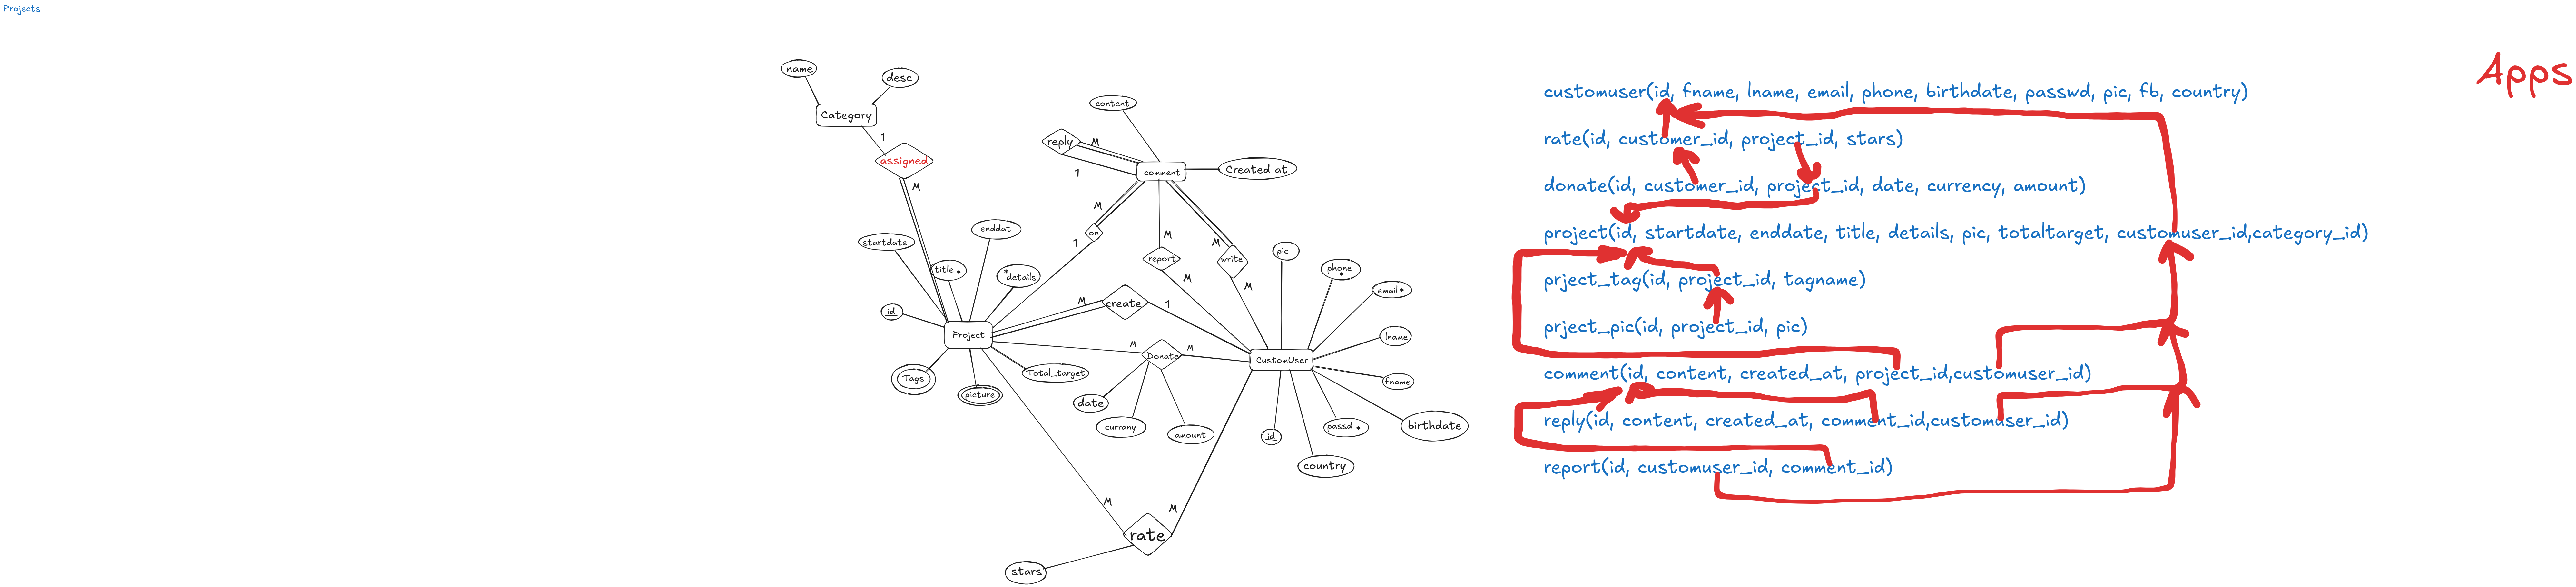 Projects
name
desc
Category
1
assigned
M
content
reply
M
1
comment
Created at
M
on
1
M
report
M
M
write
M
startdate
enddat
title *
*details
id
Project
M
create
1
Tags
picture
Total_target
M
Donate
M
date
currany
amount
pic
phone
*
email*
lname
CustomUser
fname
id
passd *
birthdate
country
M
M
rate
stars
customuser(id, fname, lname, email, phone, birthdate, passwd, pic, fb, country)
rate(id, customer_id, project_id, stars)
donate(id, customer_id, project_id, date, currency, amount)
project(id, startdate, enddate, title, details, pic, totaltarget, customuser_id,category_id)
prject_tag(id, project_id, tagname)
prject_pic(id, project_id, pic)
comment(id, content, created_at, project_id,customuser_id)
reply(id, content, created_at, comment_id,customuser_id)
report(id, customuser_id, comment_id)
Apps